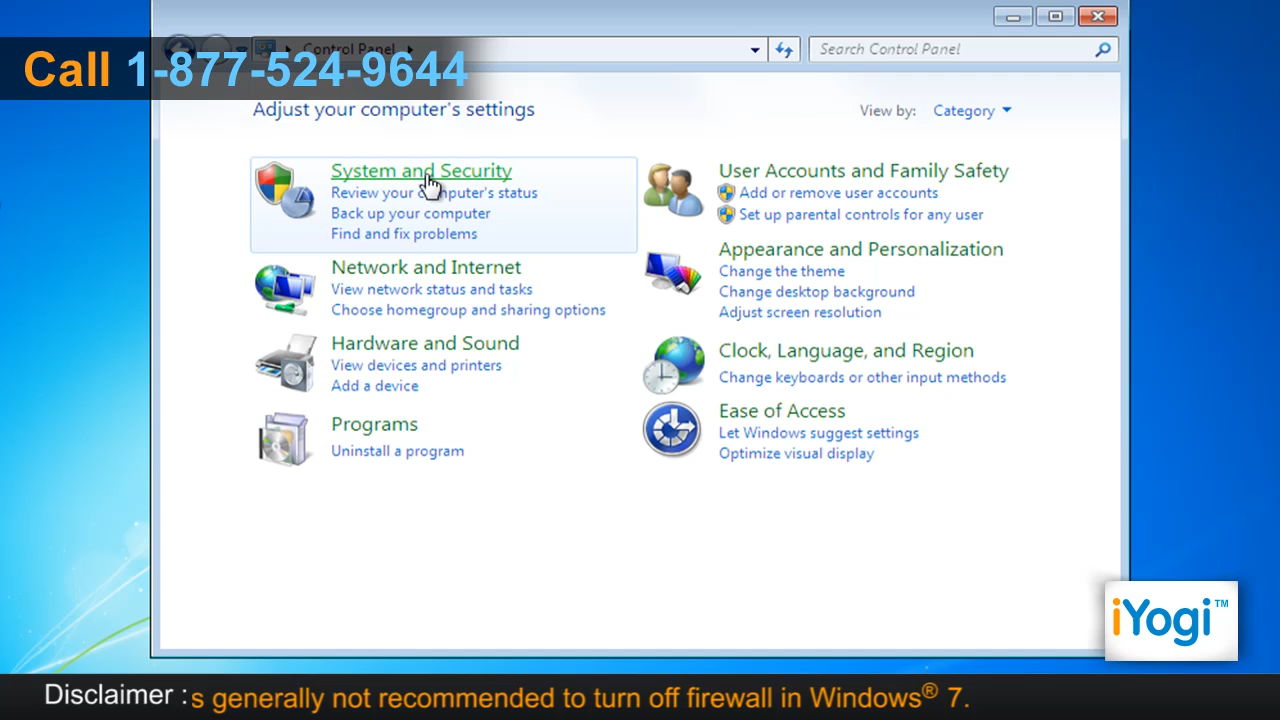 Control Panel
Search Control Panel
Call 1-877-524-9644
Adjust your computer's settings
View by: Category
System and Security
Review your computer's status
Back up your computer
Find and fix problems
Network and Internet
View network status and tasks
Choose homegroup and sharing options
Hardware and Sound
View devices and printers
Add a device
Programs
Uninstall a program
User Accounts and Family Safety
Add or remove user accounts
Set up parental controls for any user
Appearance and Personalization
Change the theme
Change desktop background
Adjust screen resolution
Clock, Language, and Region
Change keyboards or other input methods
Ease of Access
Let Windows suggest settings
Optimize visual display
iYogi™
Disclaimer : s generally not recommended to turn off firewall in Windows® 7.